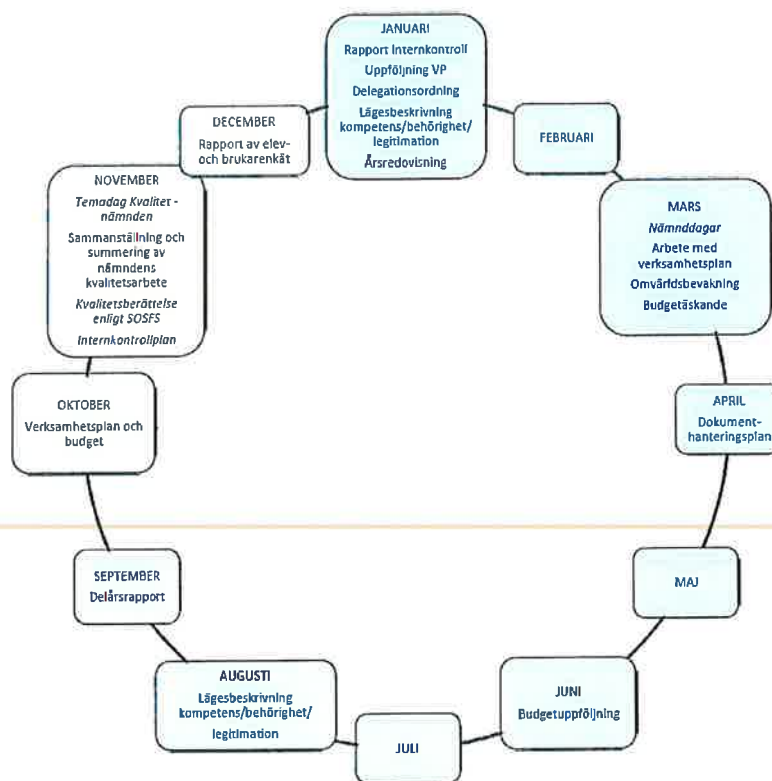 JANUARI
Rapport Internkontroll
Uppföljning VP
Delegationsordning
Lägesbeskrivning
kompetens/behörighet/
legitimation
Årsredovisning
FEBRUARI
MARS
Nämnddagar
Arbete med
verksamhetsplan
Omvärldsbevakning
Budgetäskande
APRIL
Dokument-
hanteringsplan
MAJ
JUNI
Budgetuppföljning
JULI
AUGUSTI
Lägesbeskrivning
kompetens/behörighet/
legitimation
SEPTEMBER
Delårsrapport
OKTOBER
Verksamhetsplan och
budget
NOVEMBER
Temadag Kvalitet -
nämnden
Sammanställning och
summering av
nämndens
kvalitetsarbete
Kvalitetsberättelse
enligt SOSFS
Internkontrollplan
DECEMBER
Rapport av elev-
och brukarenkät